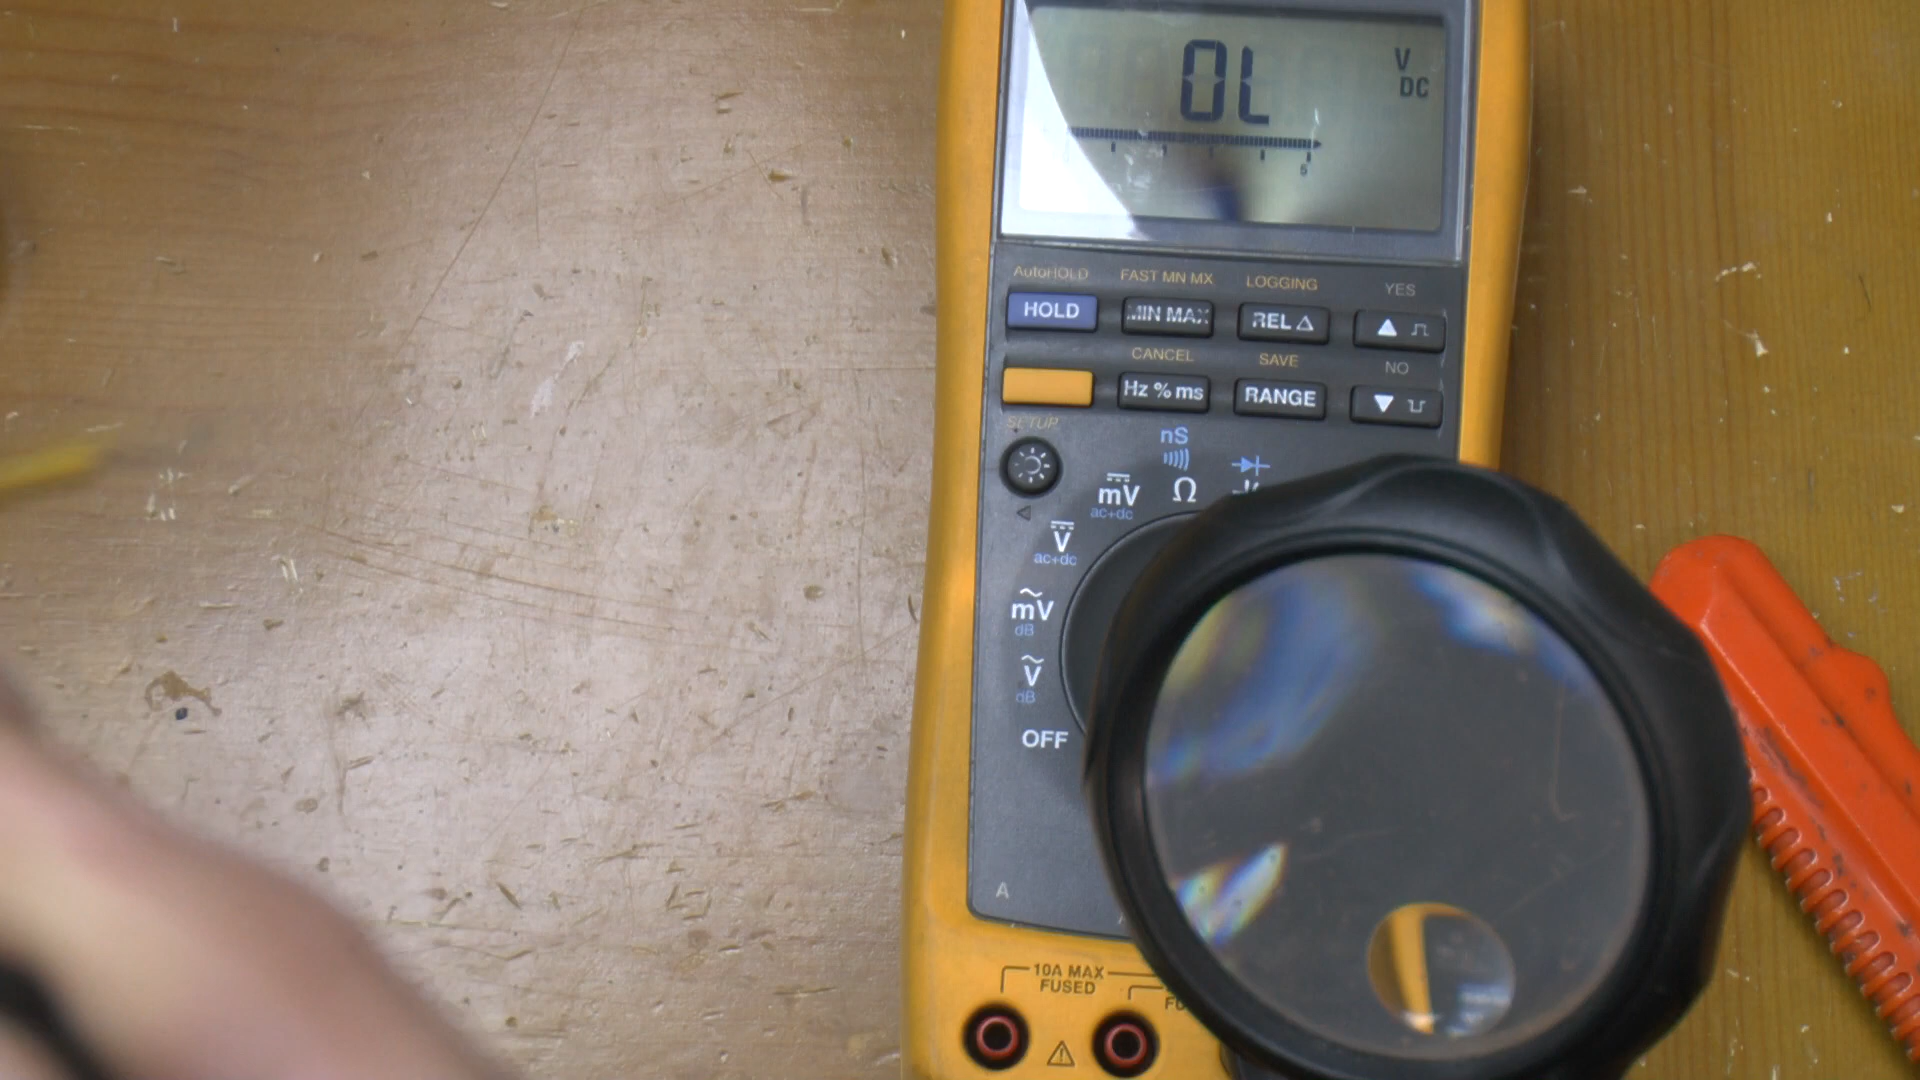 OL
V
DC
5
AutoHOLD FAST MN MX LOGGING YES
HOLD MIN MAX REL △
CANCEL SAVE NO
Hz % ms RANGE
SETUP
nS
mV Ω
ac+dc
V
ac+dc
mV
dB
V
dB
OFF
A
10A MAX
FUSED